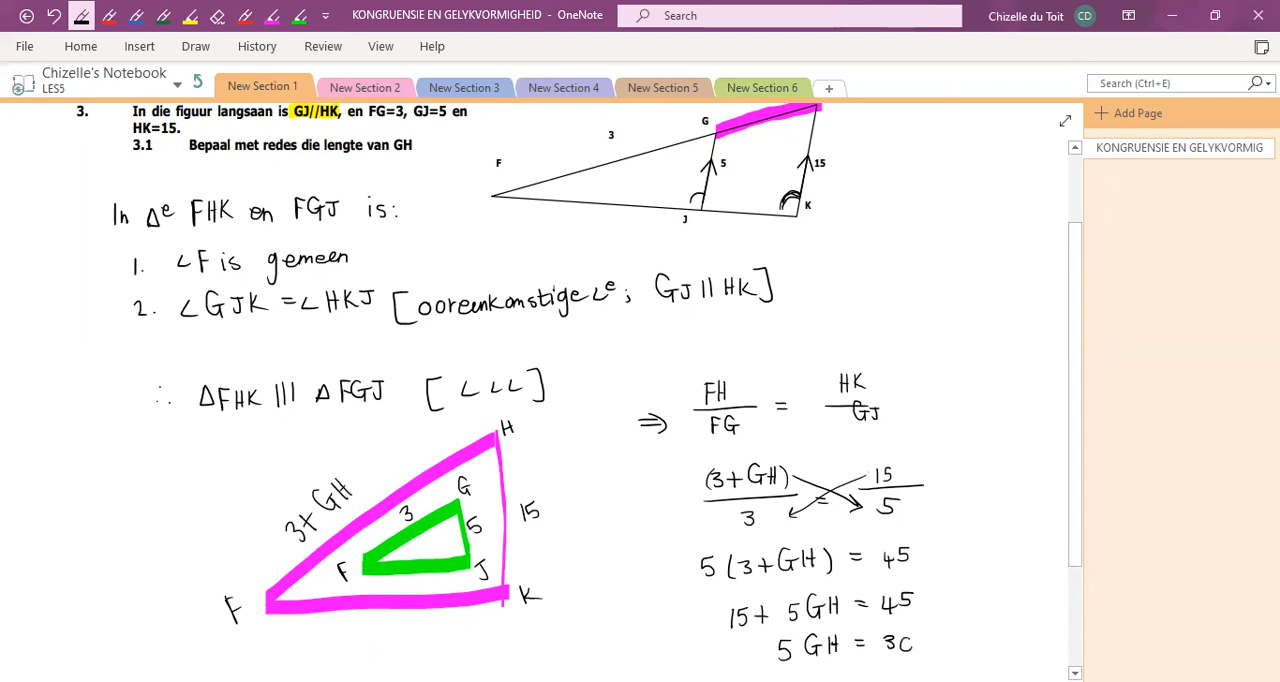 KONGRUENSIE EN GELYKVORMIGHEID - OneNote
Search
Chizelle du Toit
CD
File Home Insert Draw History Review View Help
Chizelle's Notebook
LES5
New Section 1 New Section 2 New Section 3 New Section 4 New Section 5 New Section 6 +
Search (Ctrl+E)
Add Page
KONGRUENSIE EN GELYKVORMIG
3. In die figuur langsaan is GJ//HK, en FG=3, GJ=5 en
HK=15.
3.1 Bepaal met redes die lengte van GH
F
3
G
5
15
J
K
In Δe FHK en FGJ is:
1. ∠F is gemeen
2. ∠GJK = ∠HKJ [ooreenkomstige ∠e; GJ || HK]
∴ ΔFHK ||| ΔFGJ [∠∠∠]
⇒ FH/FG = HK/GJ
H
3+GH
G
3
5
15
F
J
F
K
(3+GH)/3 = 15/5
5(3+GH) = 45
15+ 5GH = 45
5 GH = 30